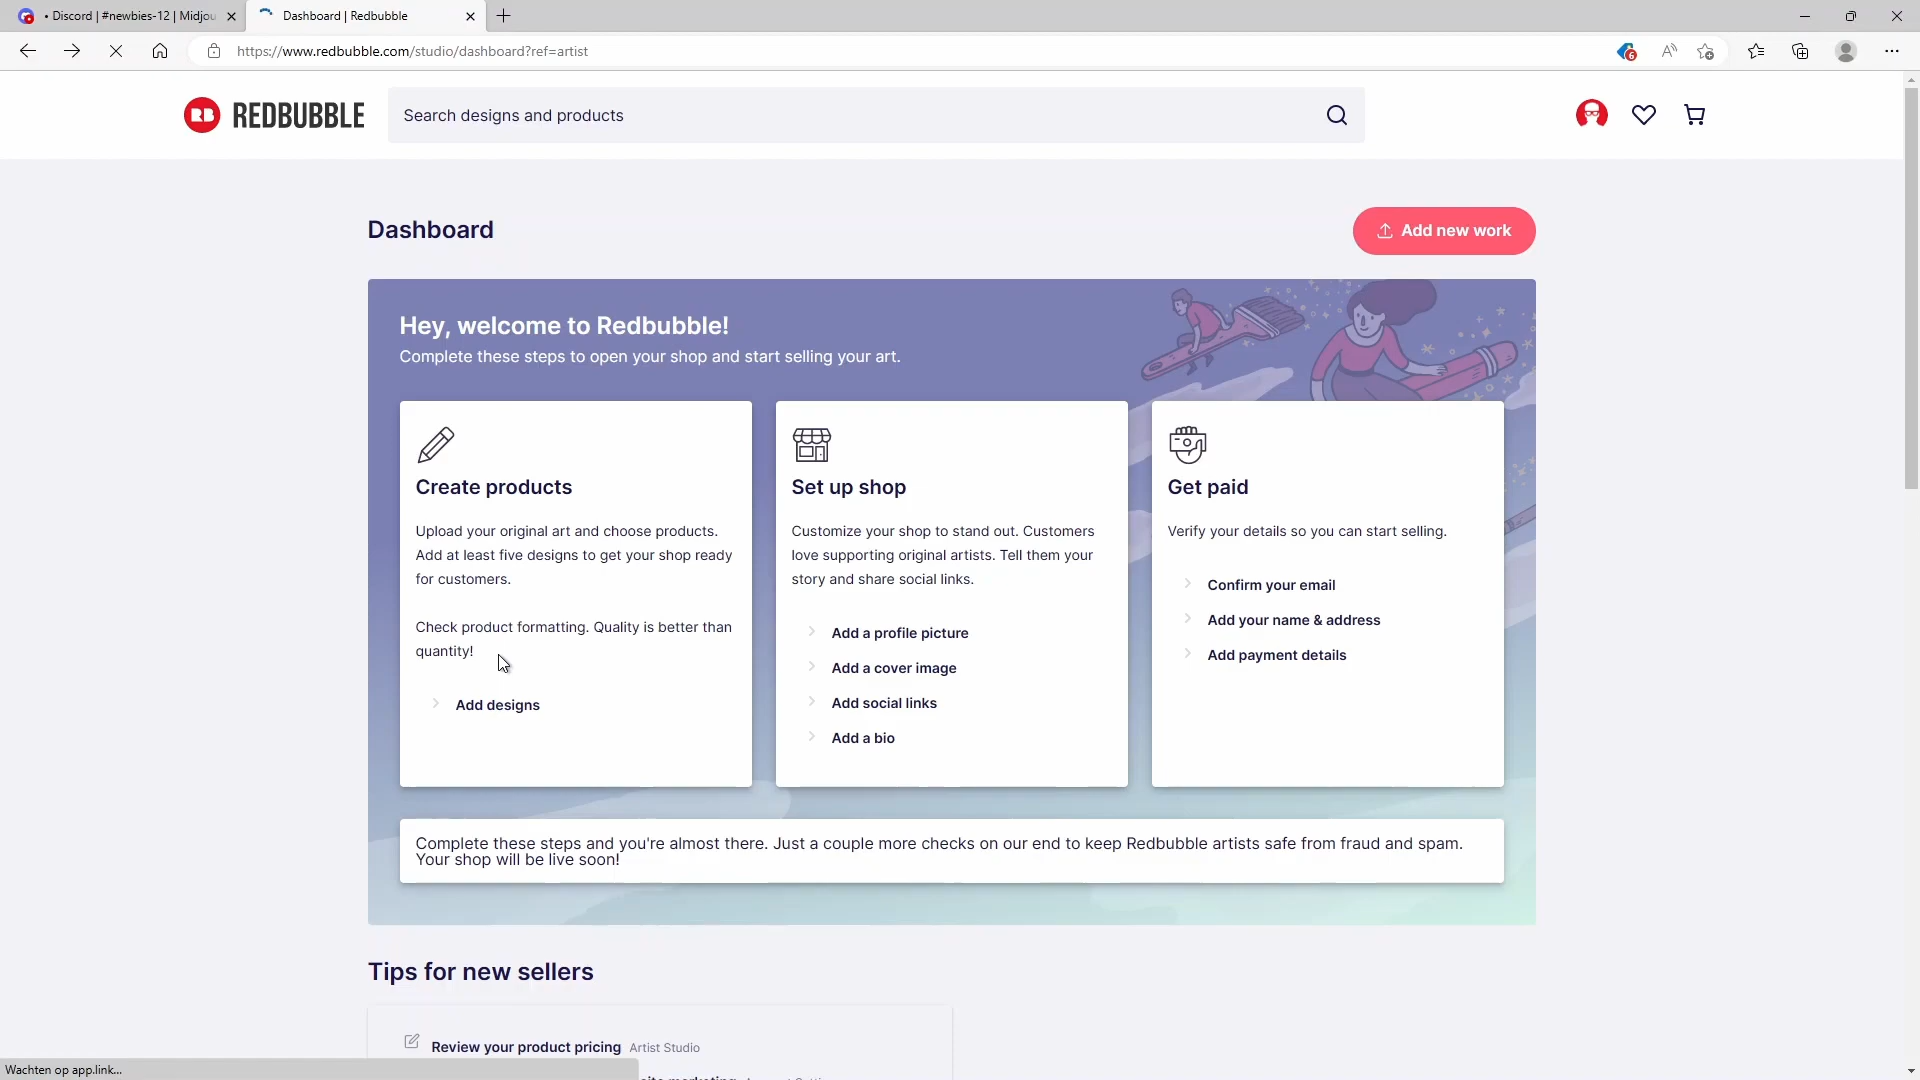 • Discord | #newbies-12 | Midjou
Dashboard | Redbubble
https://www.redbubble.com/studio/dashboard?ref=artist
6
RB REDBUBBLE
Search designs and products
Dashboard
Add new work
Hey, welcome to Redbubble!
Complete these steps to open your shop and start selling your art.
Create products
Upload your original art and choose products.
Add at least five designs to get your shop ready
for customers.
Check product formatting. Quality is better than
quantity!
Add designs
Set up shop
Customize your shop to stand out. Customers
love supporting original artists. Tell them your
story and share social links.
Add a profile picture
Add a cover image
Add social links
Add a bio
Get paid
Verify your details so you can start selling.
Confirm your email
Add your name & address
Add payment details
Complete these steps and you're almost there. Just a couple more checks on our end to keep Redbubble artists safe from fraud and spam.
Your shop will be live soon!
Tips for new sellers
Review your product pricing Artist Studio
Wachten op app.link...